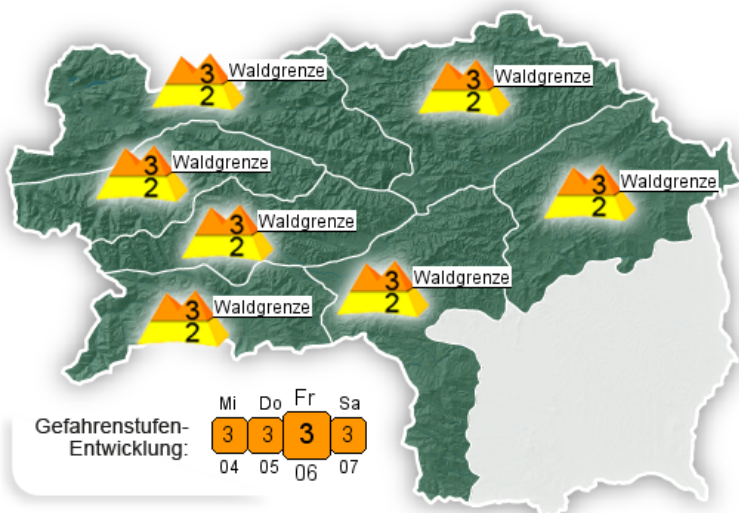 3 Waldgrenze
2
3 Waldgrenze
2
3 Waldgrenze
2
3 Waldgrenze
2
3 Waldgrenze
2
3 Waldgrenze
2
3 Waldgrenze
2
Mi Do Fr Sa
Gefahrenstufen-
Entwicklung:
3 3 3 3
04 05 06 07